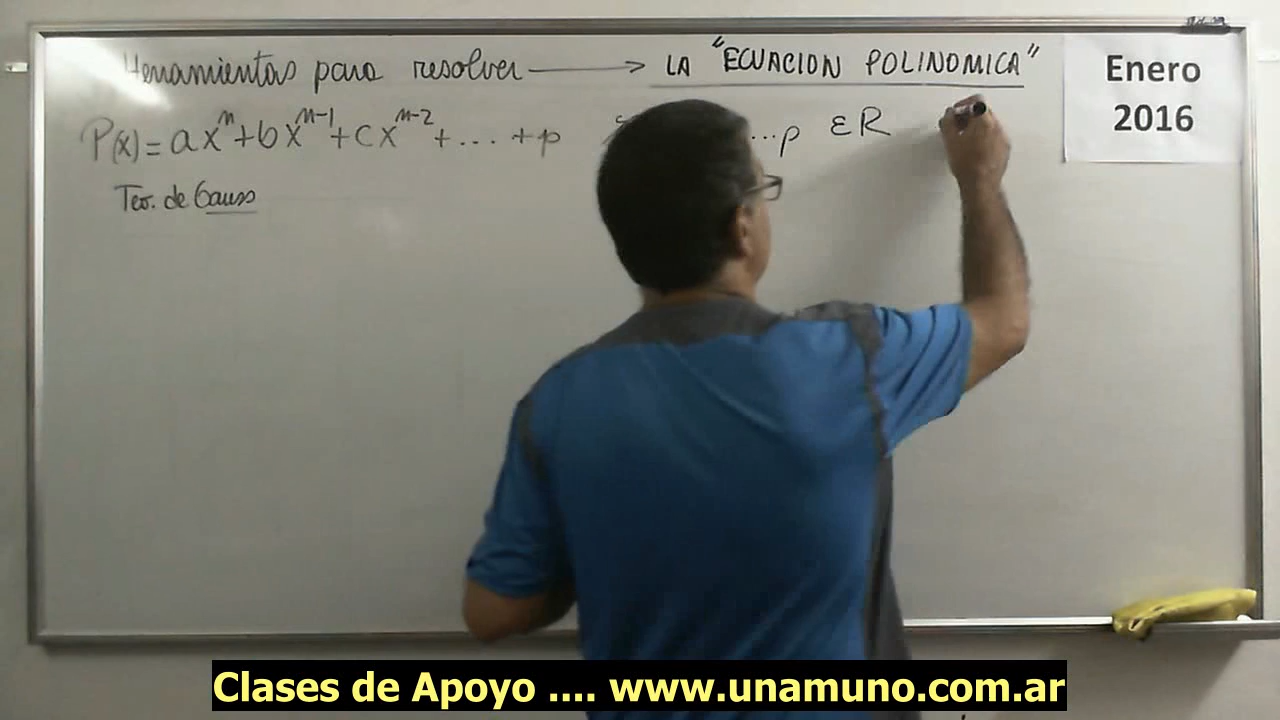 Herramientas para resolver → LA "ECUACION POLINOMICA"
Enero
2016
P(x) = ax^n + bx^{n-1} + cx^{n-2} + ... + p ...p ε R
Teo. de Gauss
Clases de Apoyo .... www.unamuno.com.ar